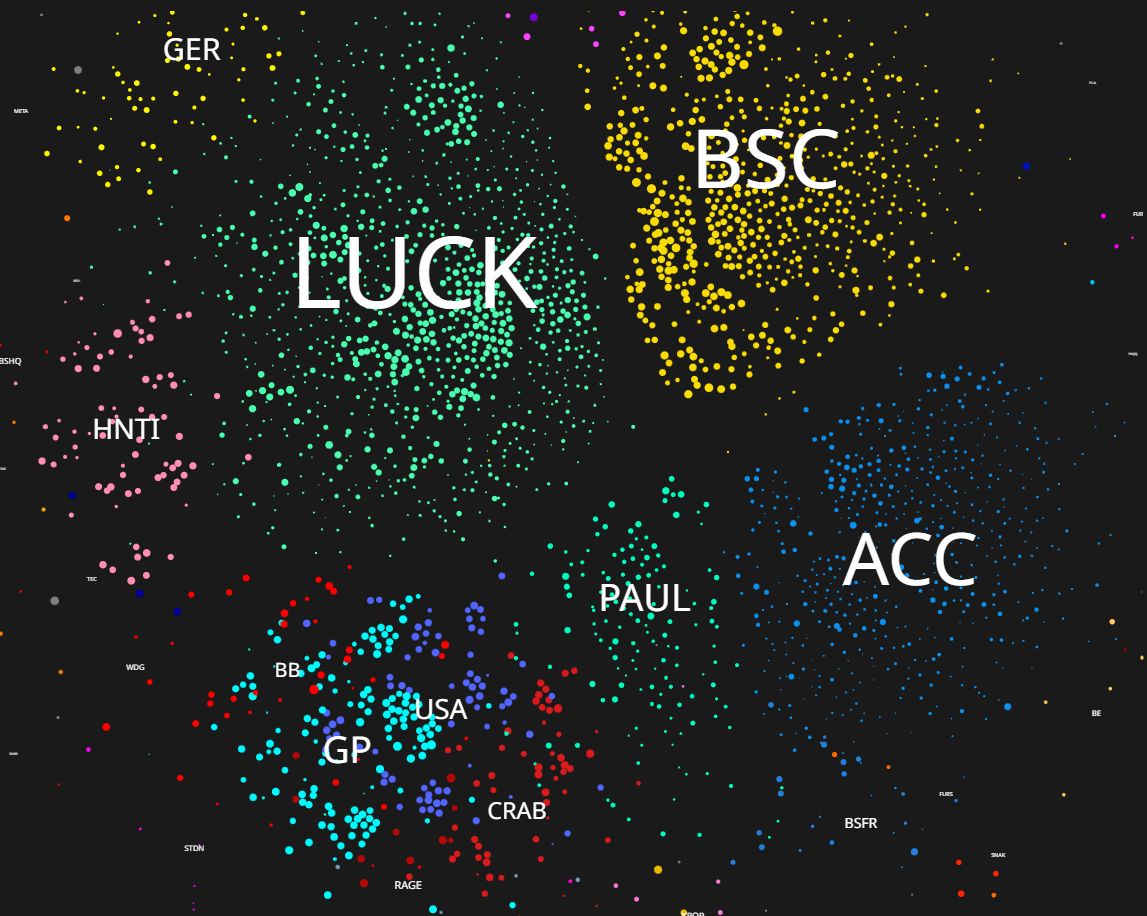 GER
META
BSC
LUCK
FUR
BSHQ
HNTI
ACC
TEC
PAUL
WDG
BB
USA
BE
GP
FURS
CRAB
BSFR
STDN
SNAK
RAGE